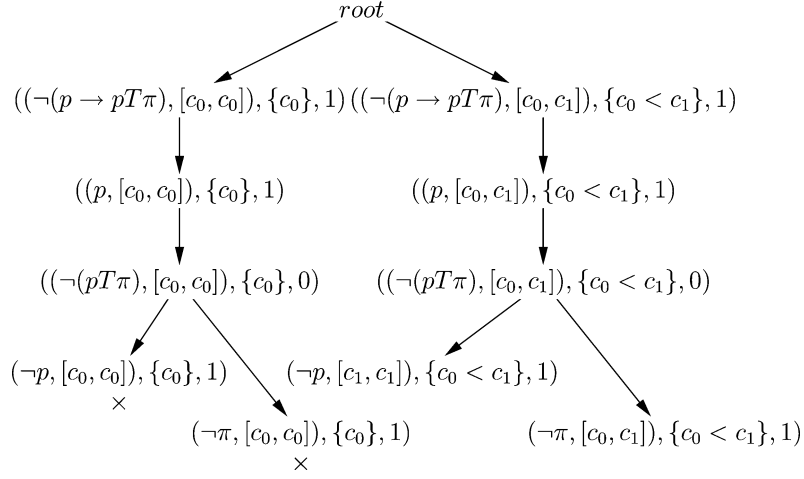 root
((¬(p → pTπ), [c₀, c₀]), {c₀}, 1) ((¬(p → pTπ), [c₀, c₁]), {c₀ < c₁}, 1)
((p, [c₀, c₀]), {c₀}, 1) ((p, [c₀, c₁]), {c₀ < c₁}, 1)
((¬(pTπ), [c₀, c₀]), {c₀}, 0) ((¬(pTπ), [c₀, c₁]), {c₀ < c₁}, 0)
(¬p, [c₀, c₀]), {c₀}, 1) (¬p, [c₁, c₁]), {c₀ < c₁}, 1)
×
(¬π, [c₀, c₀]), {c₀}, 1) (¬π, [c₀, c₁]), {c₀ < c₁}, 1)
×